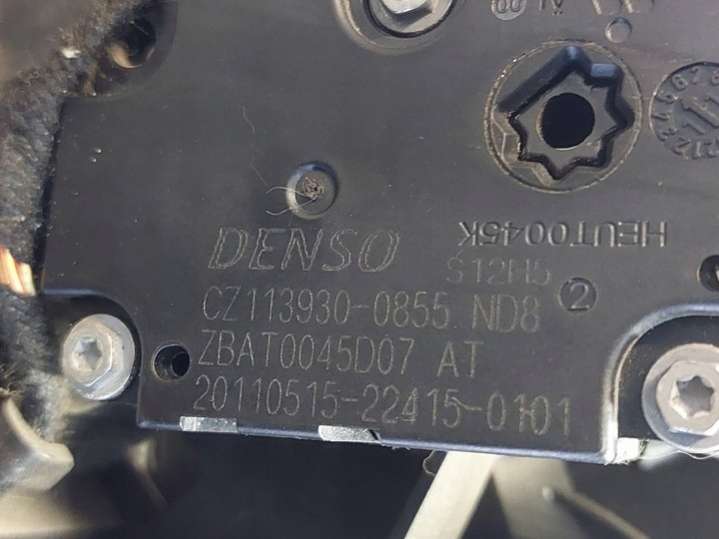 DENSO
HEUT0045K
S12H5
2
CZ113930-0855 ND8
ZBAT0045D07 AT
20110515-22415-0101